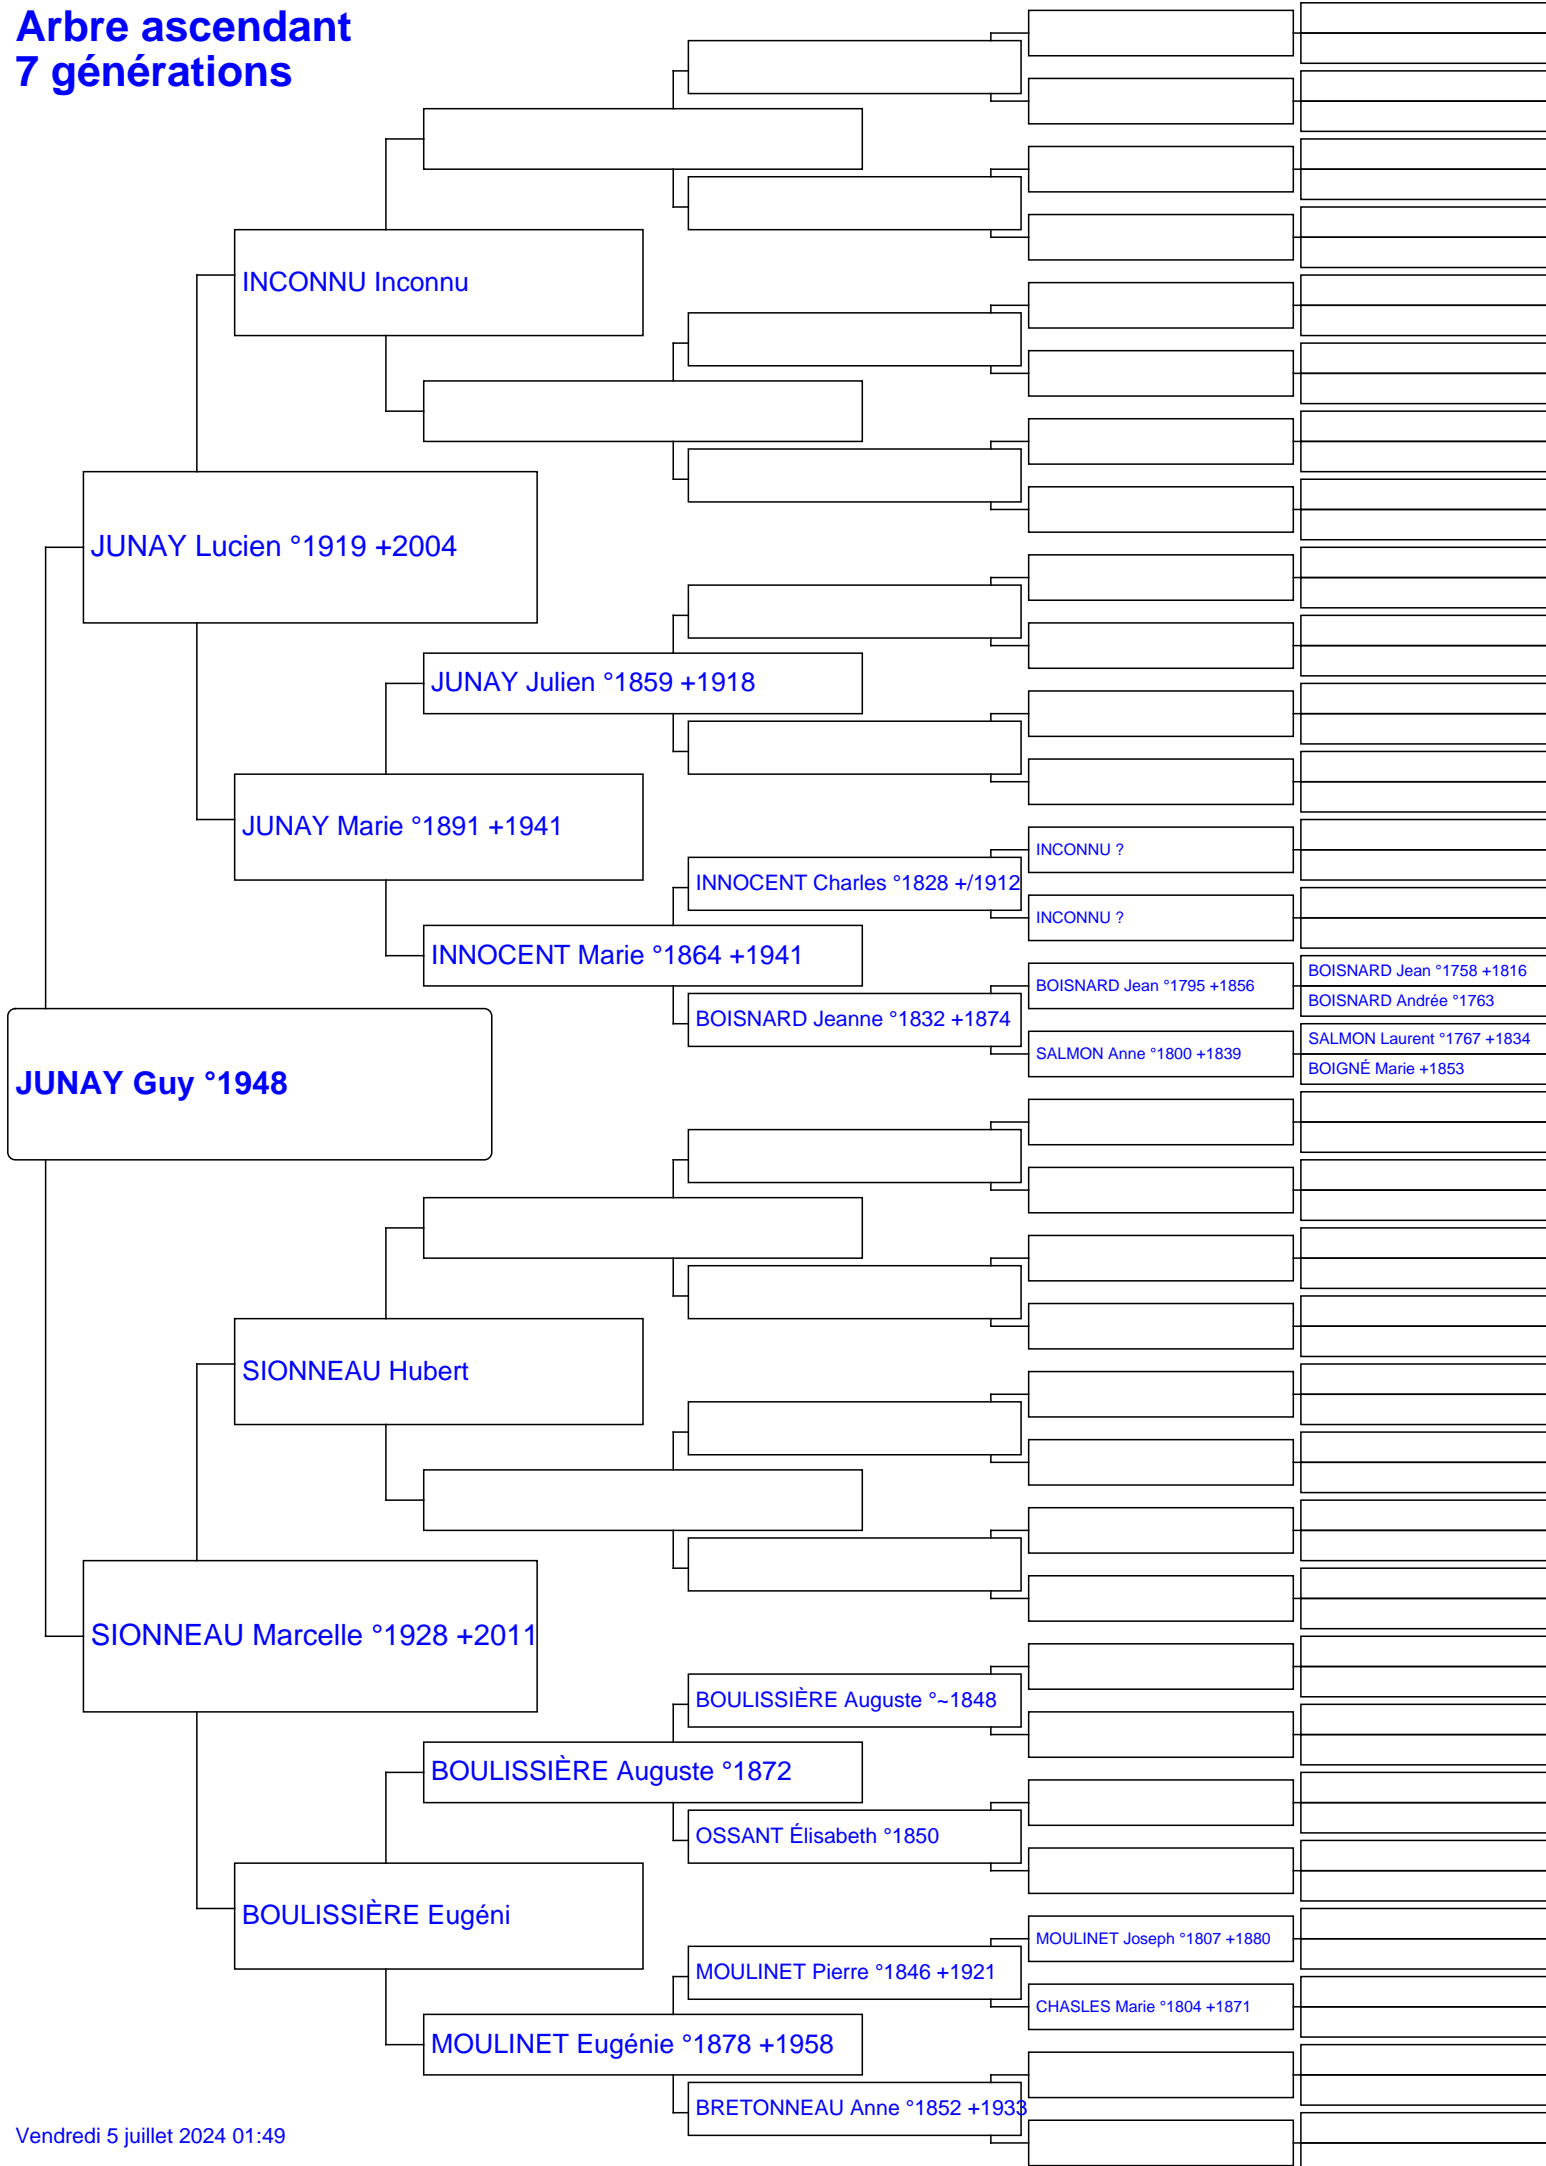 Arbre ascendant
7 générations
INCONNU Inconnu
JUNAY Lucien °1919 +2004
JUNAY Julien °1859 +1918
JUNAY Marie °1891 +1941
INCONNU ?
INNOCENT Charles °1828 +/1912
INCONNU ?
INNOCENT Marie °1864 +1941
BOISNARD Jean °1758 +1816
BOISNARD Jean °1795 +1856
BOISNARD Andrée °1763
BOISNARD Jeanne °1832 +1874
SALMON Laurent °1767 +1834
SALMON Anne °1800 +1839
BOIGNÉ Marie +1853
JUNAY Guy °1948
SIONNEAU Hubert
SIONNEAU Marcelle °1928 +2011
BOULISSIÈRE Auguste °~1848
BOULISSIÈRE Auguste °1872
OSSANT Élisabeth °1850
BOULISSIÈRE Eugéni
MOULINET Joseph °1807 +1880
MOULINET Pierre °1846 +1921
CHASLES Marie °1804 +1871
MOULINET Eugénie °1878 +1958
BRETONNEAU Anne °1852 +1933
Vendredi 5 juillet 2024 01:49